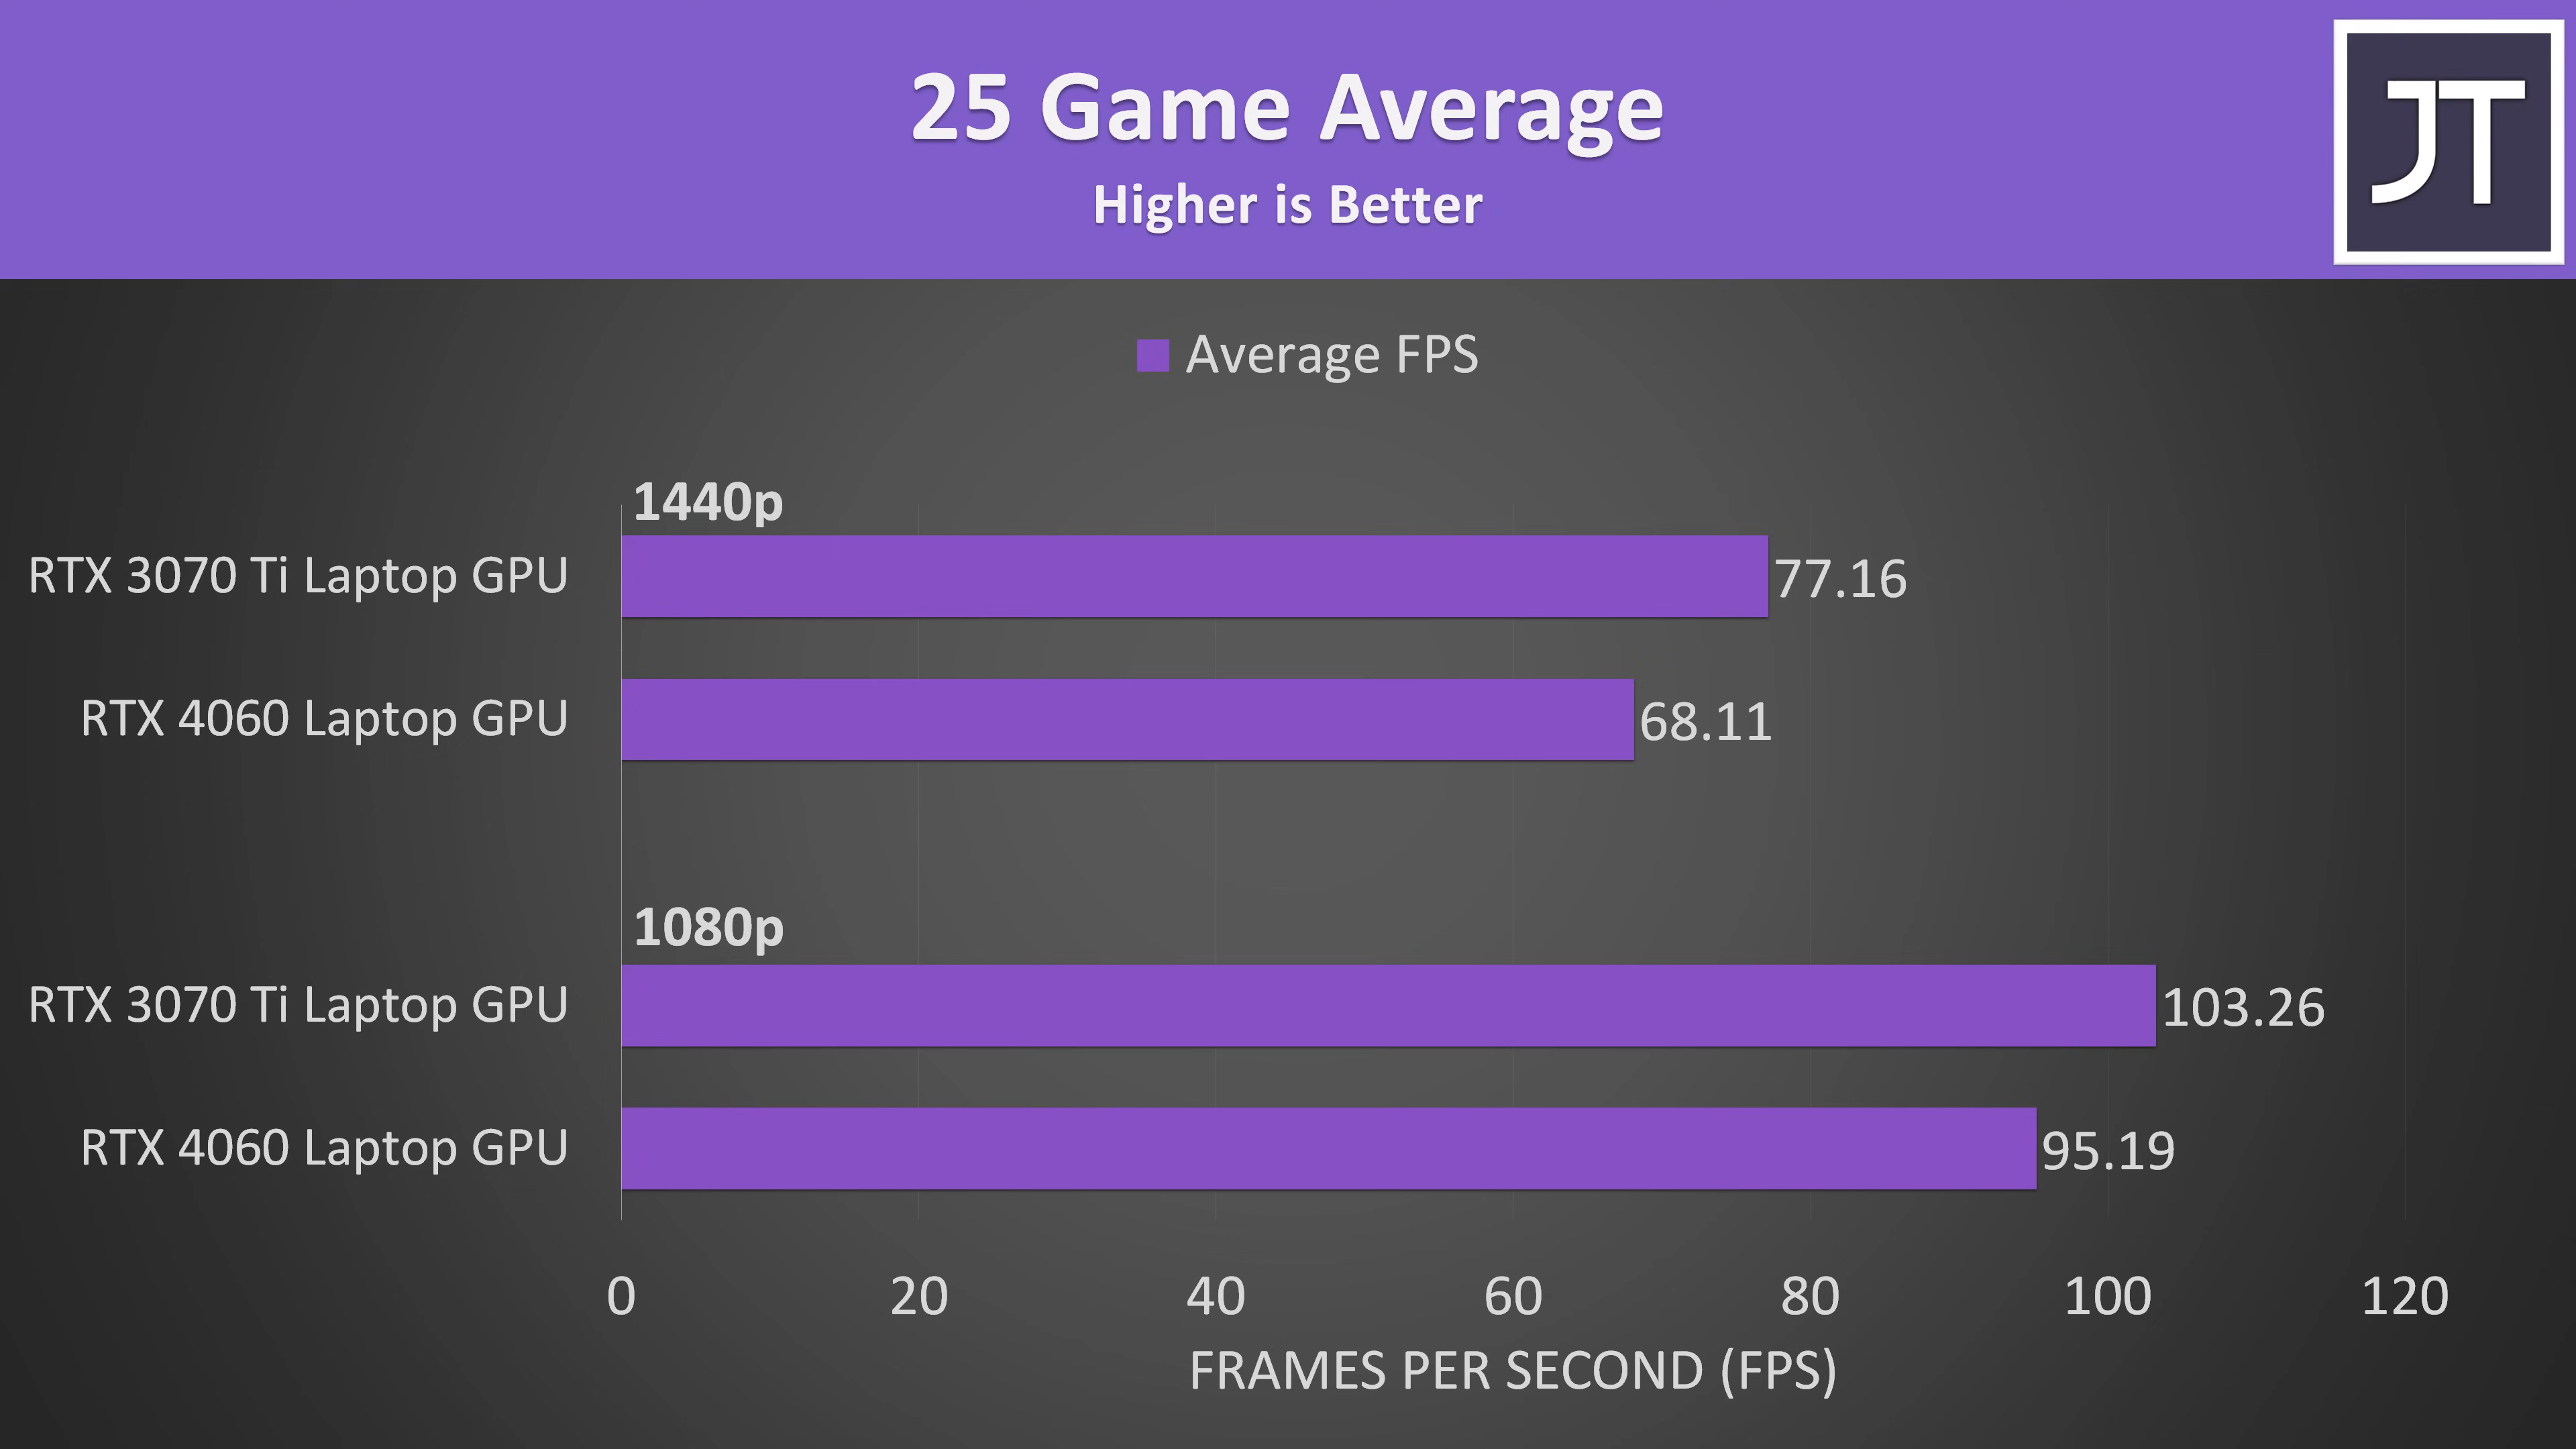 25 Game Average
Higher is Better
JT
Average FPS
1440p
RTX 3070 Ti Laptop GPU 77.16
RTX 4060 Laptop GPU 68.11
1080p
RTX 3070 Ti Laptop GPU 103.26
RTX 4060 Laptop GPU 95.19
0 20 40 60 80 100 120
FRAMES PER SECOND (FPS)